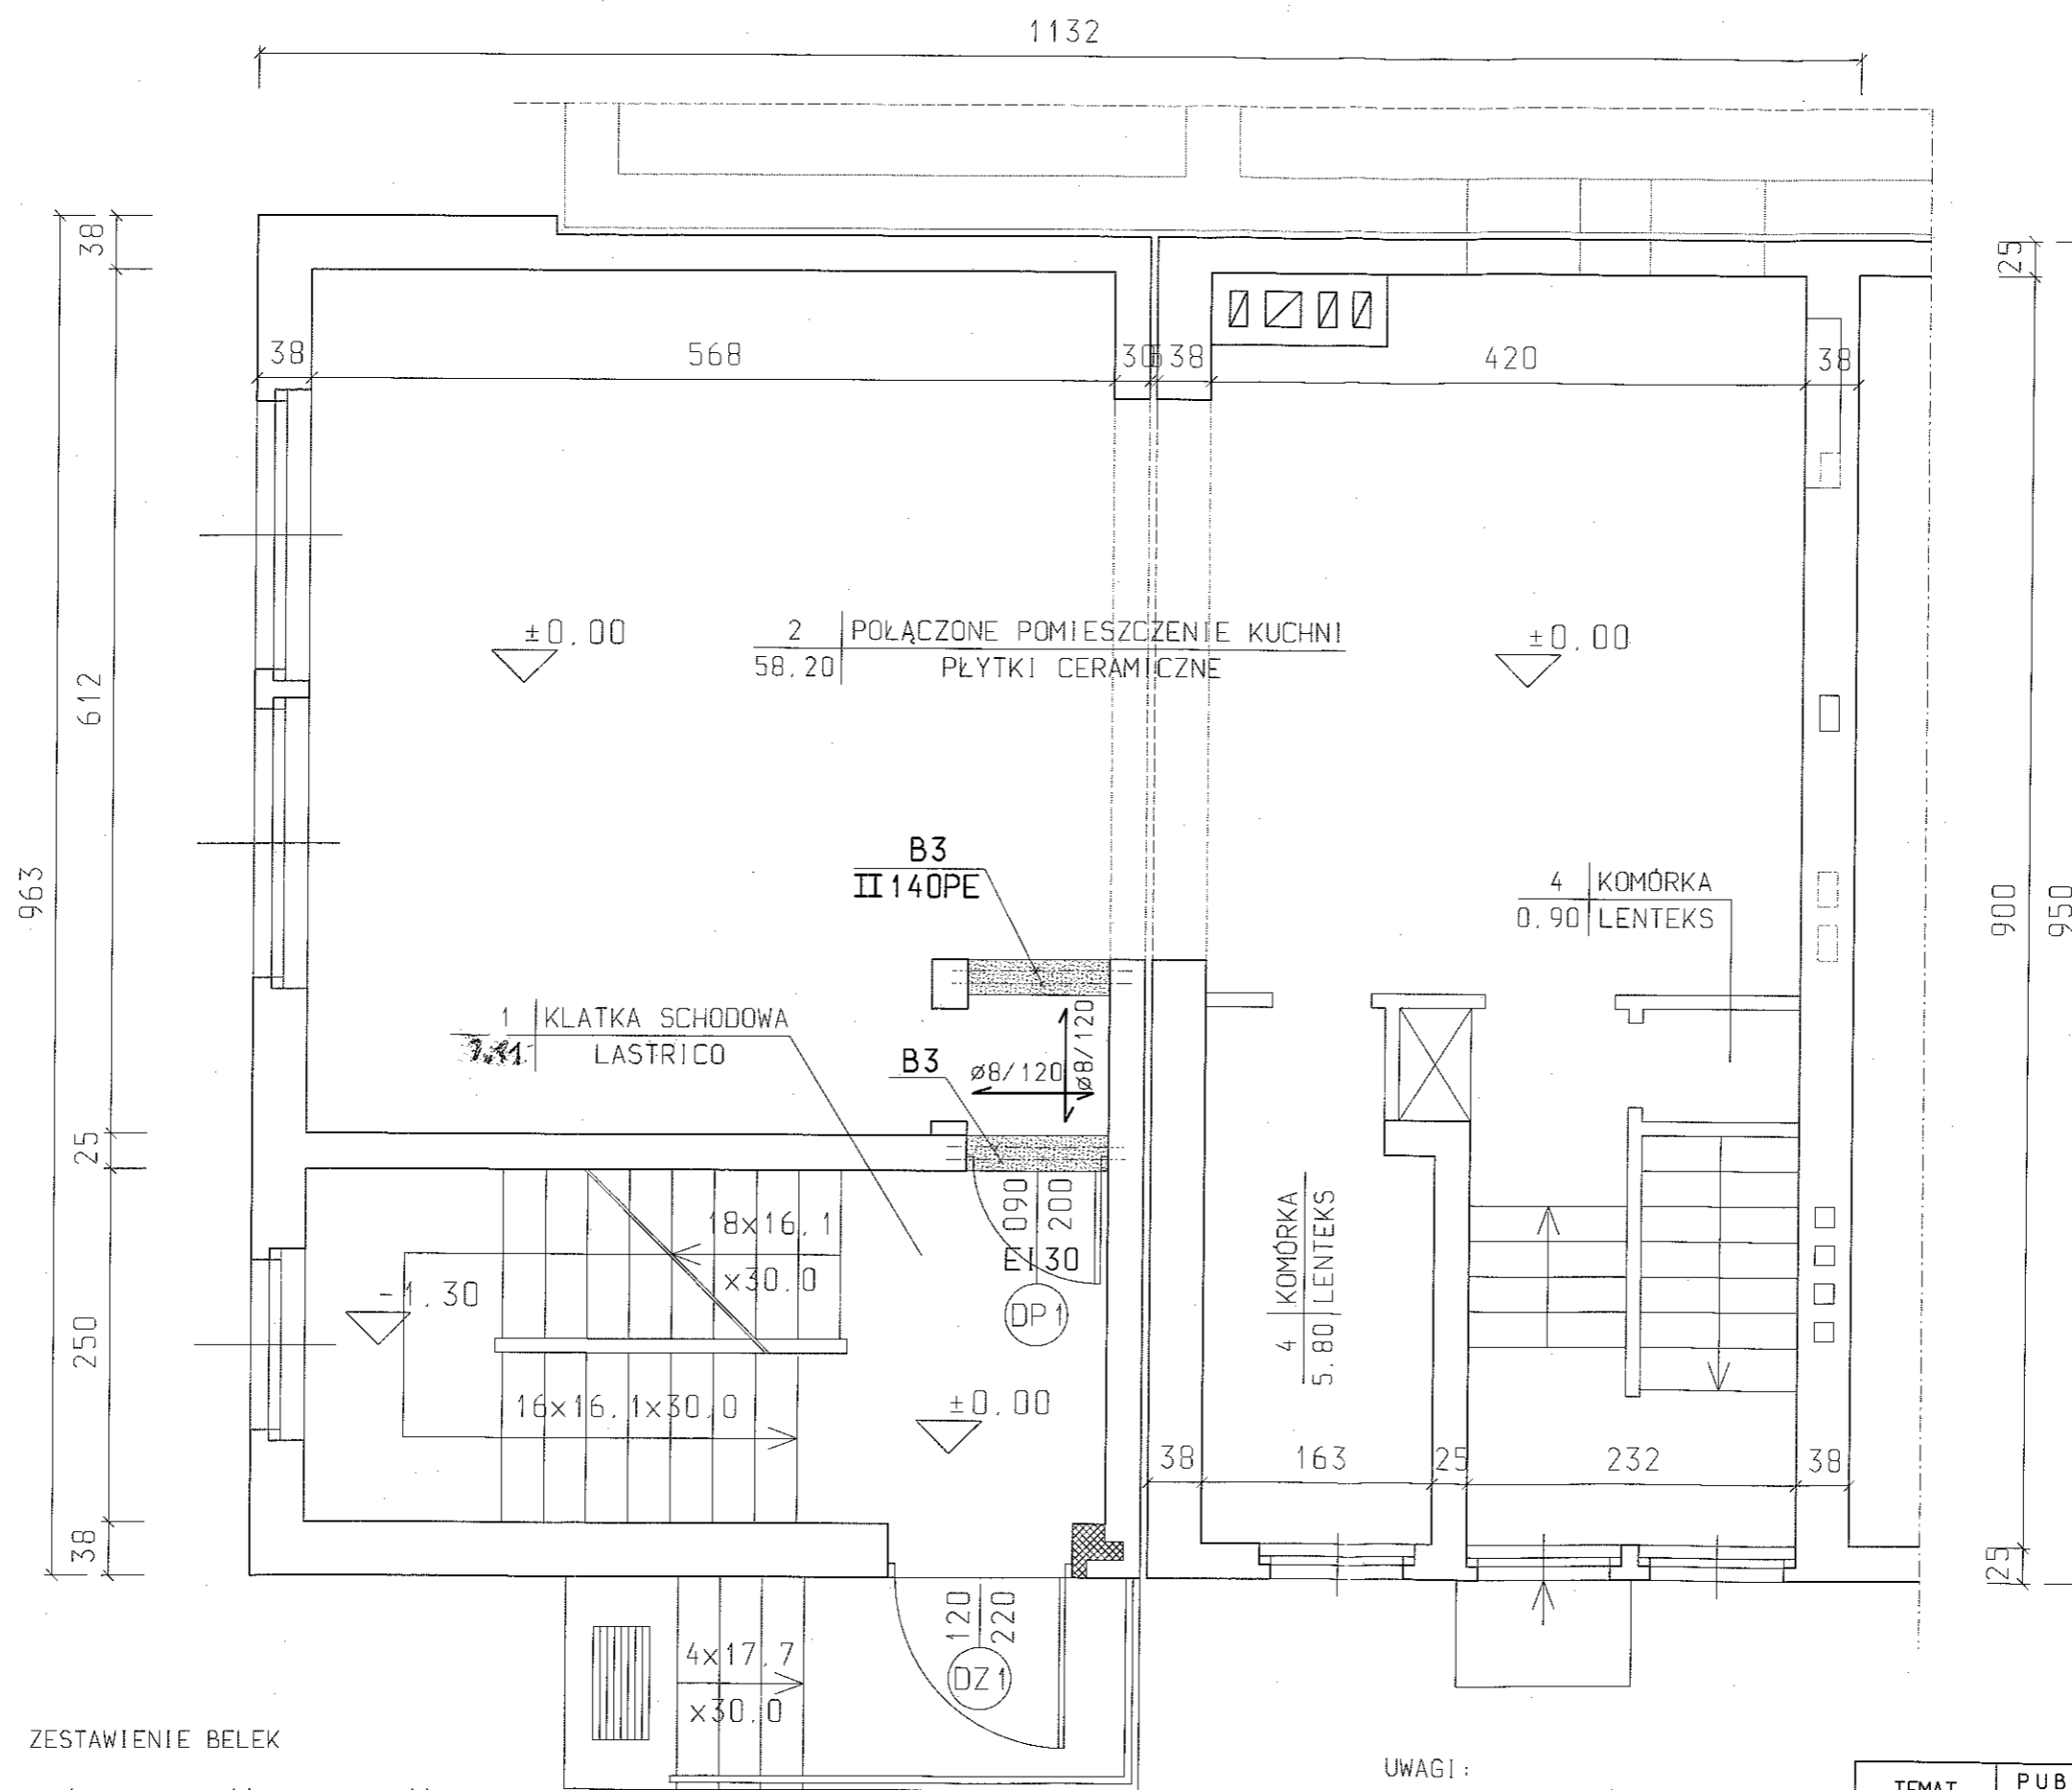 1132
38
25
38
568
30
38
420
38
±0,00
2 POŁĄCZONE POMIESZCZENIE KUCHNI
58,20 PŁYTKI CERAMICZNE
±0,00
612
963
B3
II 140PE
4 KOMÓRKA
0,90 LENTEKS
900
950
1 KLATKA SCHODOWA
LASTRICO
B3
ø8/120
ø8/120
25
090
200
EI30
DP1
18x16,1
x30,0
-1,30
250
4 KOMÓRKA
5,80 LENTEKS
16x16,1x30,0
±0,00
38
163
25
232
38
38
25
120
220
DZ1
4x17,7
x30,0
ZESTAWIENIE BELEK
UWAGI:
TEMAT
PUB